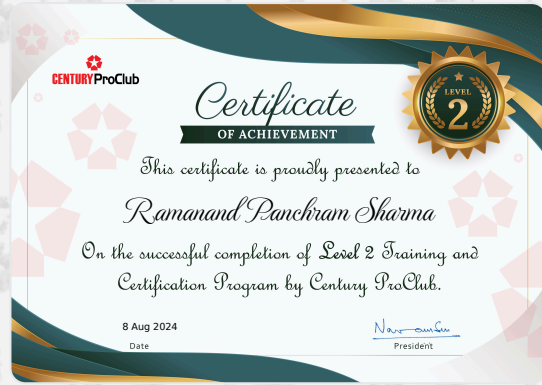 CENTURY ProClub
Certificate
OF ACHIEVEMENT
LEVEL
2
This certificate is proudly presented to
Ramanand Panchram Sharma
On the successful completion of Level 2 Training and
Certification Program by Century ProClub.
8 Aug 2024
Date
President